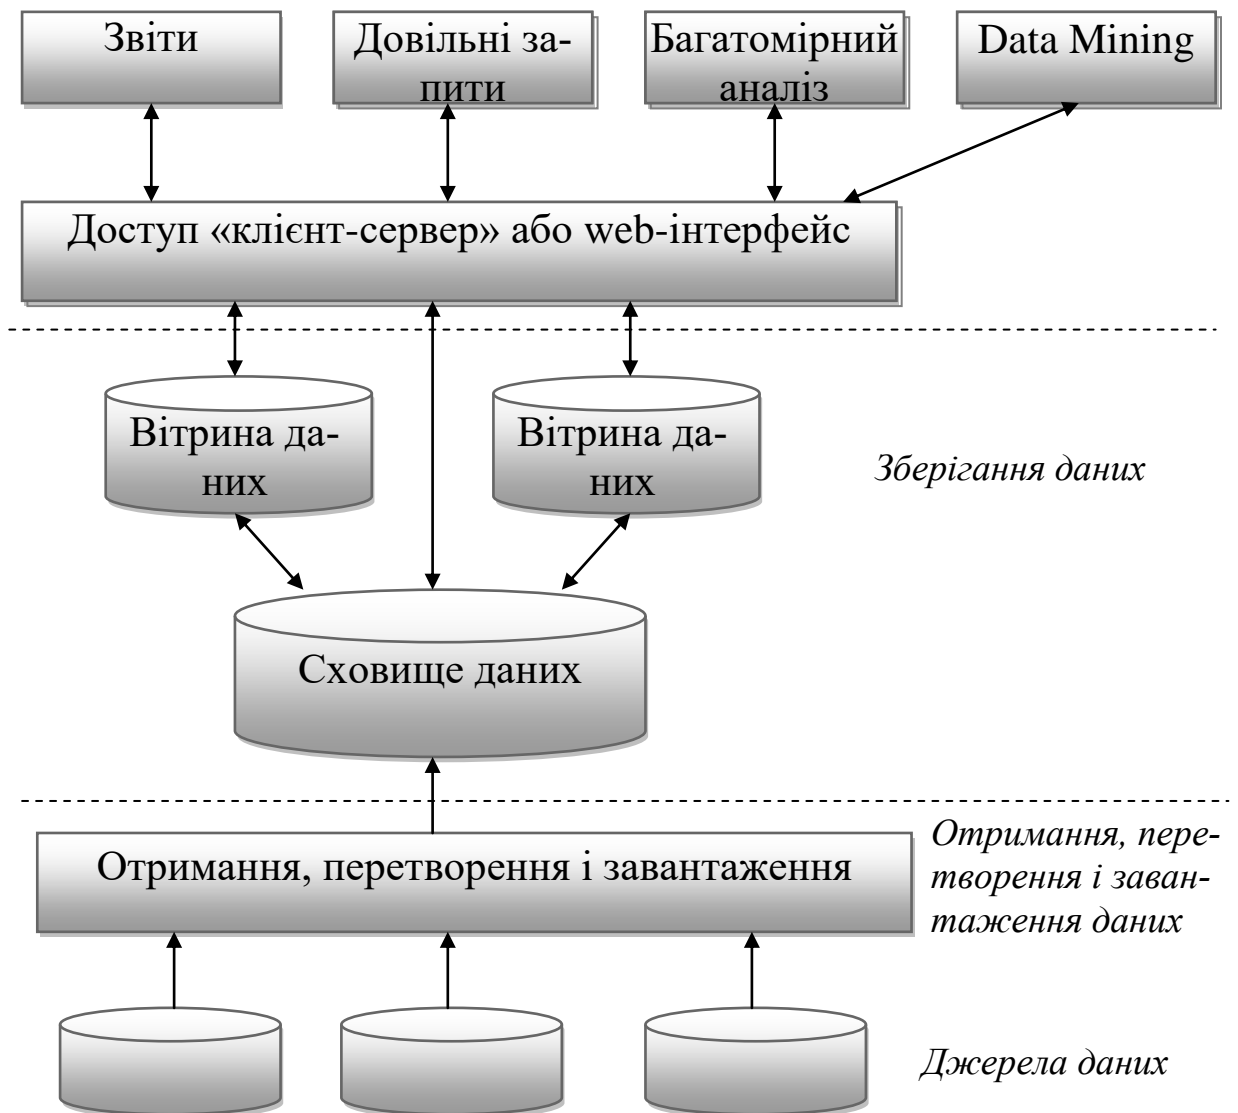 Звіти
Довільні за-
пити
Багатомірний
аналіз
Data Mining
Доступ «клієнт-сервер» або web-інтерфейс
Вітрина да-
них
Вітрина да-
них
Зберігання даних
Сховище даних
Отримання, перетворення і завантаження
Отримання, пере-
творення і заван-
таження даних
Джерела даних